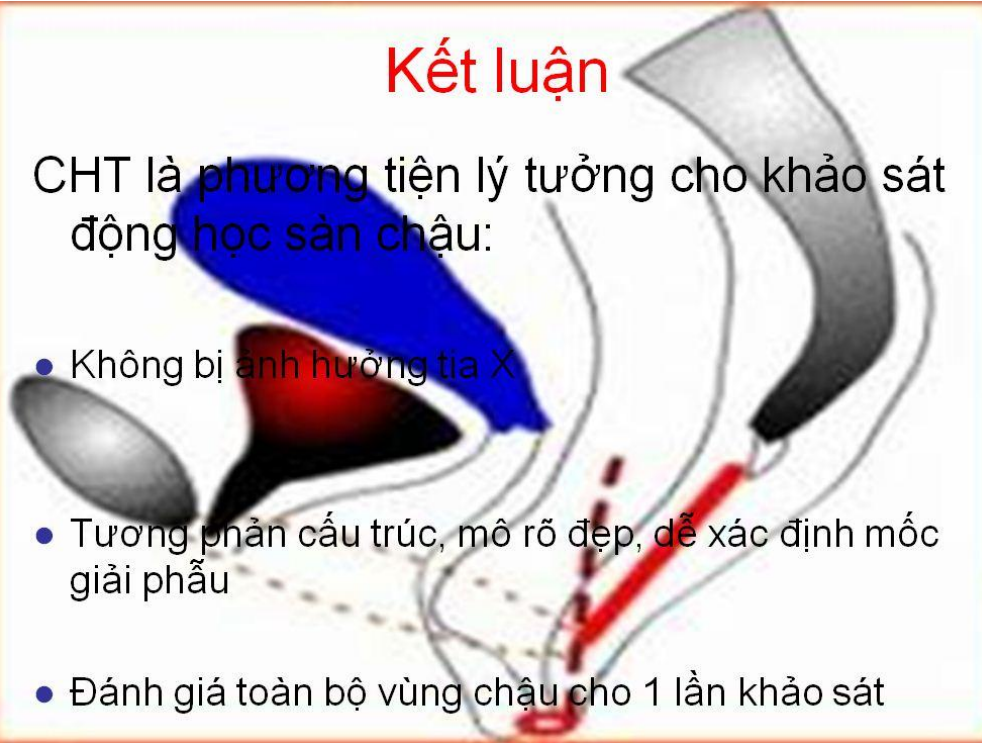 Kết luận
CHT là phương tiện lý tưởng cho khảo sát
động học sàn chậu:
• Không bị ảnh hưởng tia X
• Tương phản cấu trúc, mô rõ đẹp, dễ xác định mốc
giải phẫu
• Đánh giá toàn bộ vùng chậu cho 1 lần khảo sát